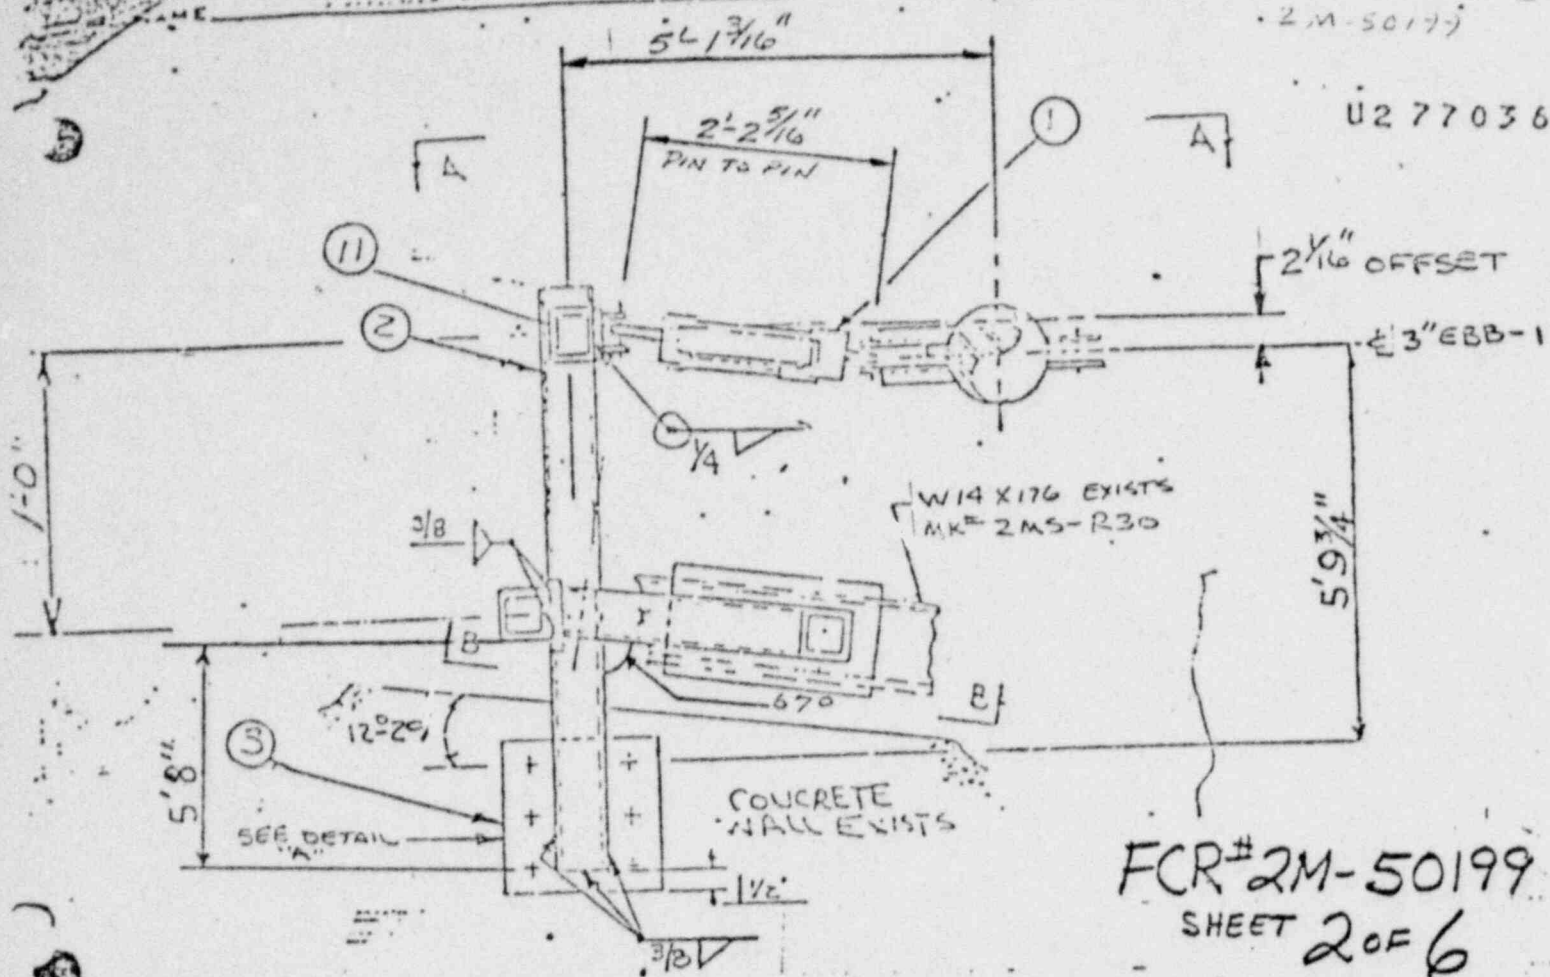 2M-50199
5'-1 3/16"
U277036
2'-2 5/16"
PIN TO PIN
1
A
A
11
2
2 1/16" OFFSET
℄ 3" EBB-1
1/4
1'-0"
W14 X 176 EXISTS
MK# 2MS-R30
3/8
5'9 3/4"
B
670
12°-29'
3
5'8"
SEE DETAIL
"A"
CONCRETE
WALL EXISTS
1 1/2"
3/8
FCR# 2M-50199
SHEET 2 OF 6